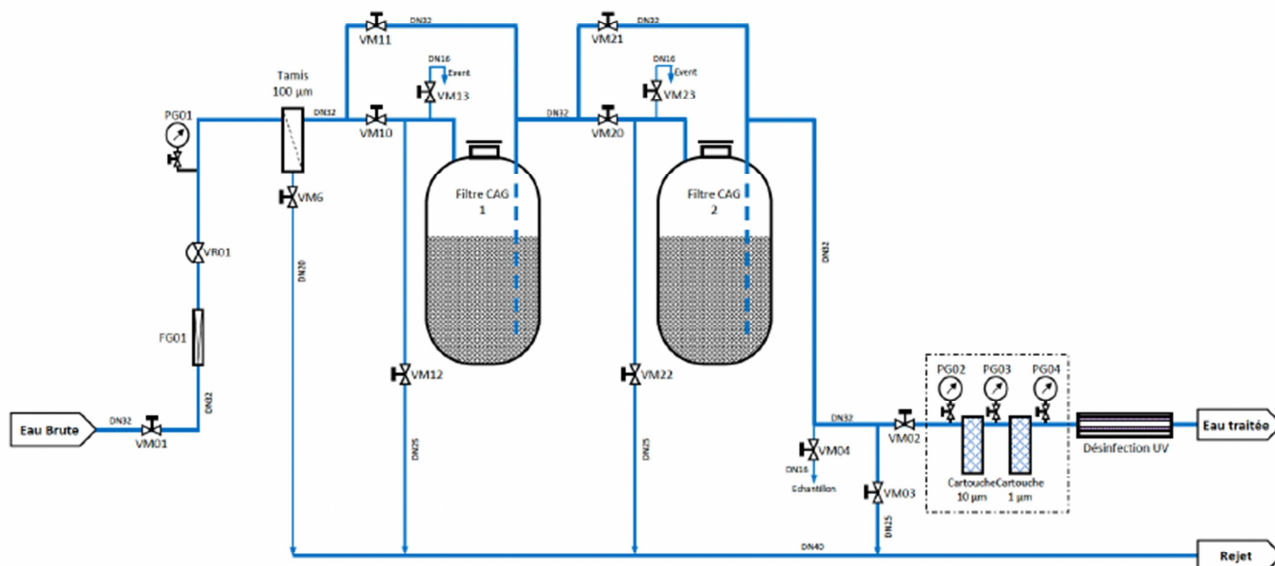 DN32
VM11
DN32
VM21
DN16
Event
VM13
DN16
Event
VM23
Tamis
100 µm
PG01
DN32
VM10
DN32
VM20
VM6
Filtre CAG
1
Filtre CAG
2
VR01
DN20
DN32
FG01
VM12
VM22
DN32
Eau Brute
DN32
VM01
DN25
DN25
DN32
VM02
PG02
PG03
PG04
Eau traitée
Désinfection UV
VM04
DN16
Echantillon
Cartouche
10 µm
Cartouche
1 µm
VM03
DN25
DN40
Rejet